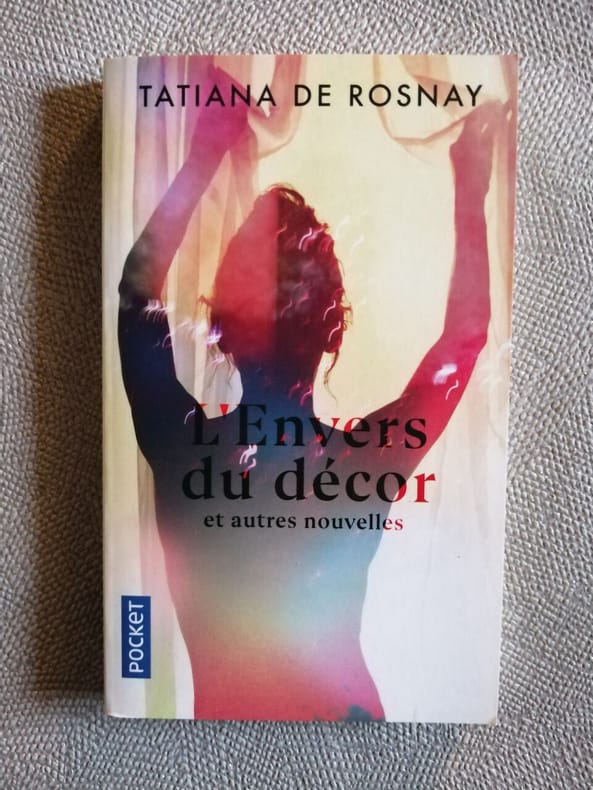 TATIANA DE ROSNAY
L'Envers
du décor
et autres nouvelles
POCKET